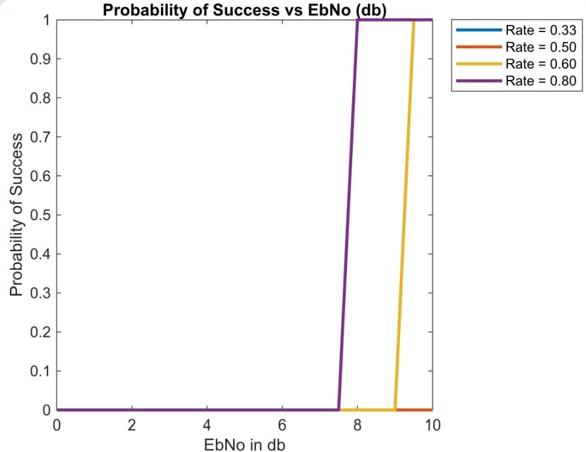 Probability of Success vs EbNo (db)
1
0.9
0.8
0.7
0.6
0.5
0.4
0.3
0.2
0.1
0
Probability of Success
0 2 4 6 8 10
EbNo in db
Rate = 0.33
Rate = 0.50
Rate = 0.60
Rate = 0.80